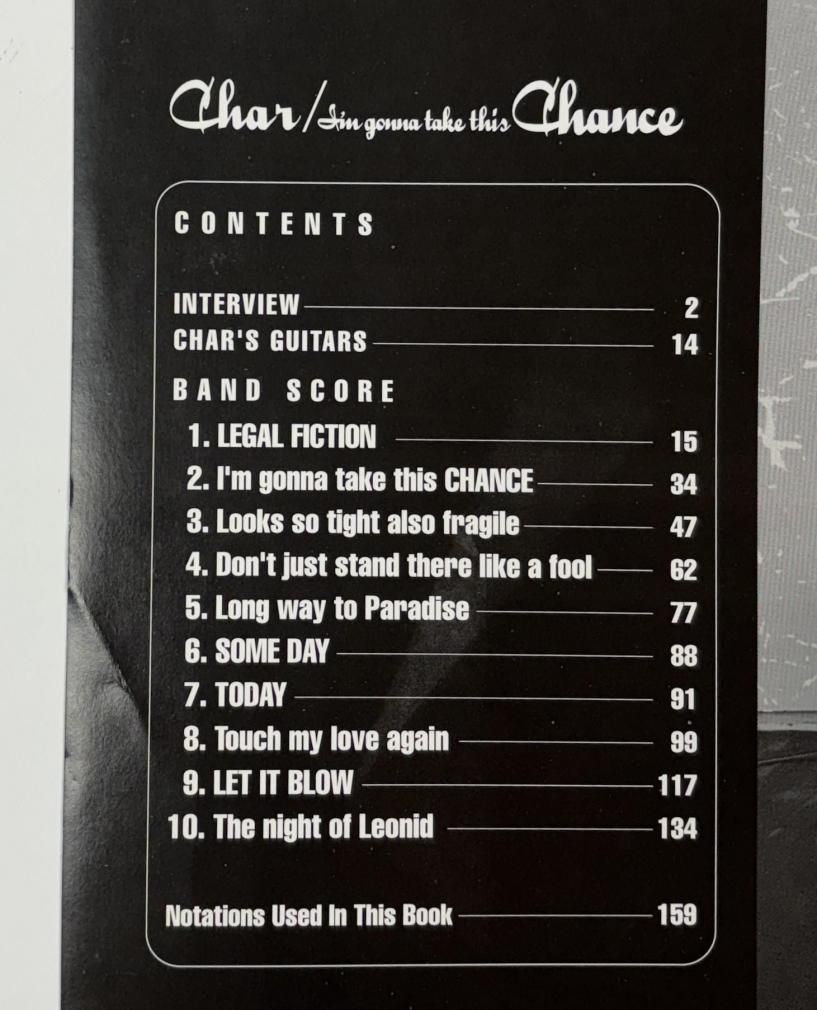 Char/I'm gonna take this Chance
CONTENTS
INTERVIEW 2
CHAR'S GUITARS 14
BAND SCORE
1. LEGAL FICTION 15
2. I'm gonna take this CHANCE 34
3. Looks so tight also fragile 47
4. Don't just stand there like a fool 62
5. Long way to Paradise 77
6. SOME DAY 88
7. TODAY 91
8. Touch my love again 99
9. LET IT BLOW 117
10. The night of Leonid 134
Notations Used In This Book 159